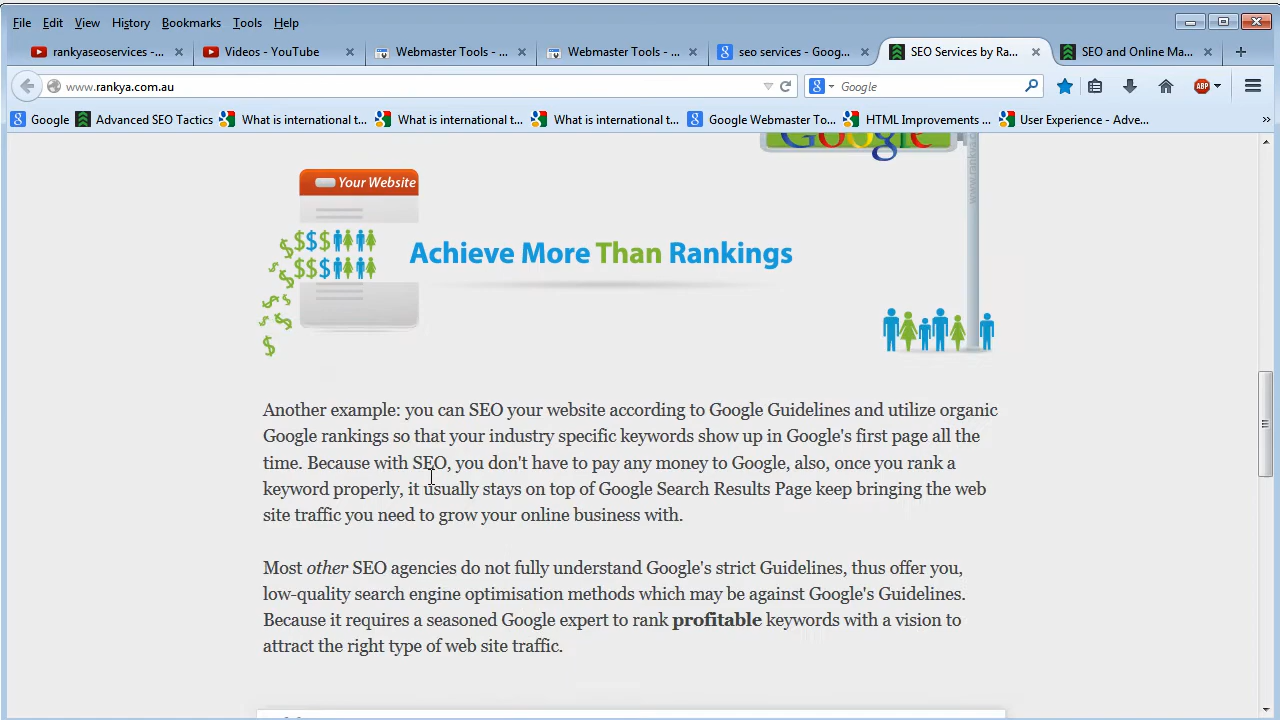 File Edit View History Bookmarks Tools Help
rankyaseoservices -... Videos - YouTube Webmaster Tools - ... Webmaster Tools - ... seo services - Goog... SEO Services by Ra... SEO and Online Ma...
www.rankya.com.au Google ABP
Google Advanced SEO Tactics What is international t... What is international t... What is international t... Google Webmaster To... HTML Improvements ... User Experience - Adve...
Google
Your Website
Achieve More Than Rankings
Another example: you can SEO your website according to Google Guidelines and utilize organic
Google rankings so that your industry specific keywords show up in Google's first page all the
time. Because with SEO, you don't have to pay any money to Google, also, once you rank a
keyword properly, it usually stays on top of Google Search Results Page keep bringing the web
site traffic you need to grow your online business with.
Most other SEO agencies do not fully understand Google's strict Guidelines, thus offer you,
low-quality search engine optimisation methods which may be against Google's Guidelines.
Because it requires a seasoned Google expert to rank profitable keywords with a vision to
attract the right type of web site traffic.